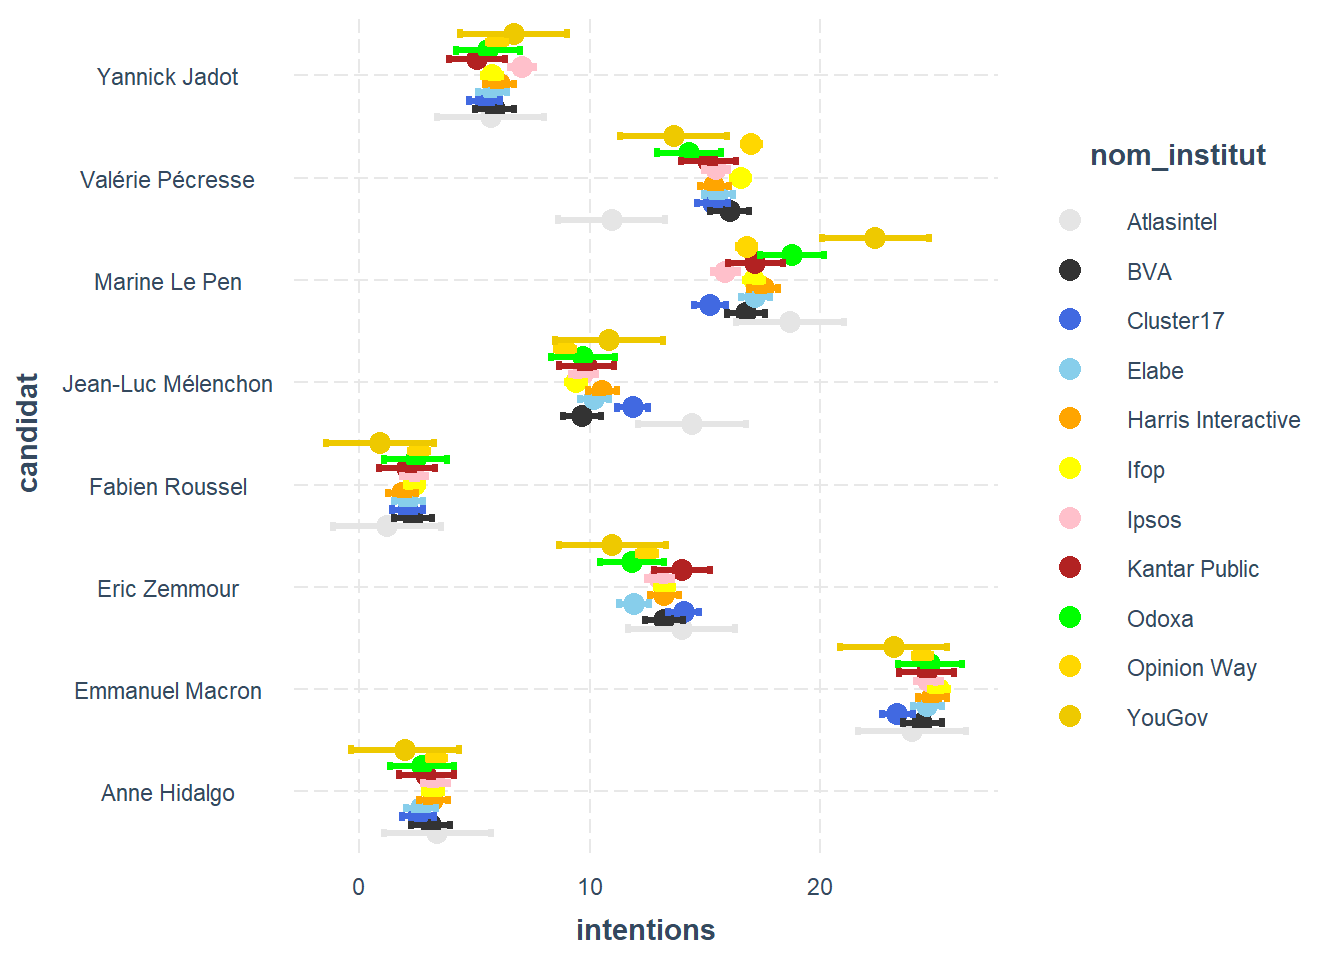 candidat
Yannick Jadot
Valérie Pécresse
Marine Le Pen
Jean-Luc Mélenchon
Fabien Roussel
Eric Zemmour
Emmanuel Macron
Anne Hidalgo
0
10
20
intentions
nom_institut
Atlasintel
BVA
Cluster17
Elabe
Harris Interactive
Ifop
Ipsos
Kantar Public
Odoxa
Opinion Way
YouGov